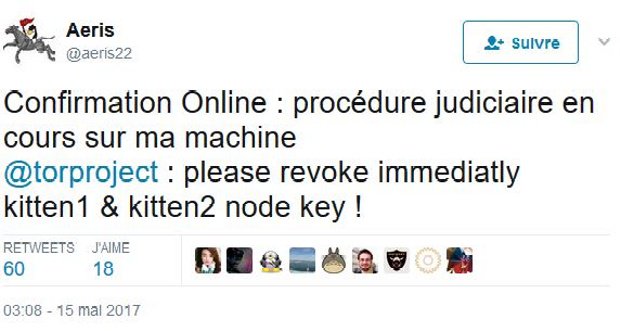 Aeris
@aeris22
Suivre
Confirmation Online : procédure judiciaire en
cours sur ma machine
@torproject : please revoke immediatly
kitten1 & kitten2 node key !
RETWEETS J'AIME
60 18
03:08 - 15 mai 2017